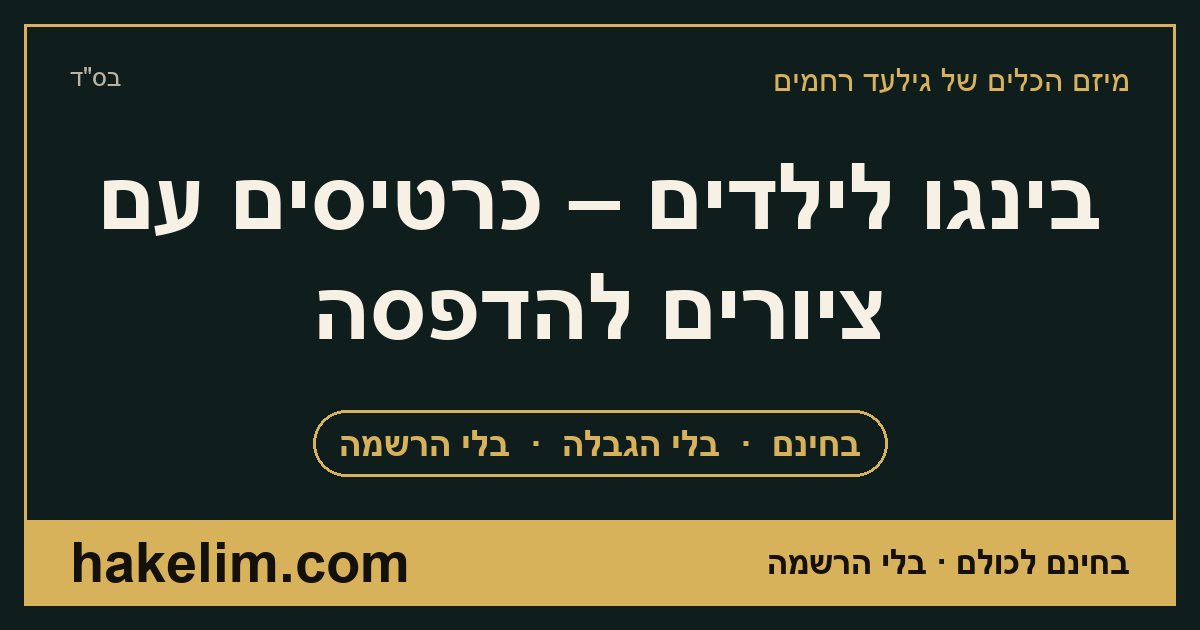 מיזם הכלים של גילעד רחמים
בס"ד
בינגו לילדים – כרטיסים עם
ציורים להדפסה
בחינם · בלי הגבלה · בלי הרשמה
בחינם לכולם · בלי הרשמה
hakelim.com